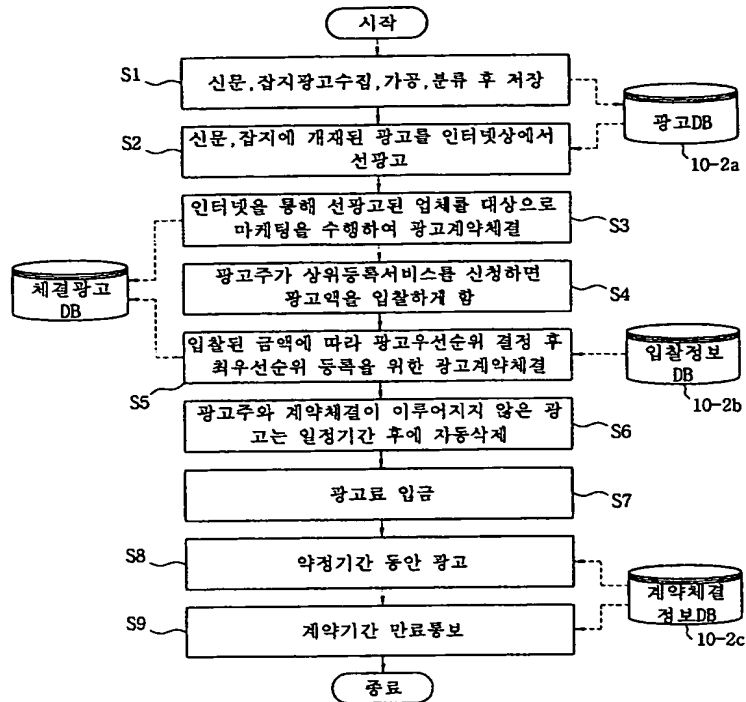 시작
S1
신문,잡지광고수집,가공,분류 후 저장
광고DB
10-2a
S2
신문,잡지에 개재된 광고를 인터넷상에서
선광고
인터넷을 통해 선광고된 업체를 대상으로
마케팅을 수행하여 광고계약체결
S3
체결광고
DB
광고주가 상위등록서비스를 신청하면
광고액을 입찰하게 함
S4
입찰된 금액에 따라 광고우선순위 결정 후
최우선순위 등록을 위한 광고계약체결
S5
입찰정보
DB
10-2b
광고주와 계약체결이 이루어지지 않은 광
고는 일정기간 후에 자동삭제
S6
광고료 입금
S7
S8
약정기간 동안 광고
계약체결
정보DB
10-2c
S9
계약기간 만료통보
종료